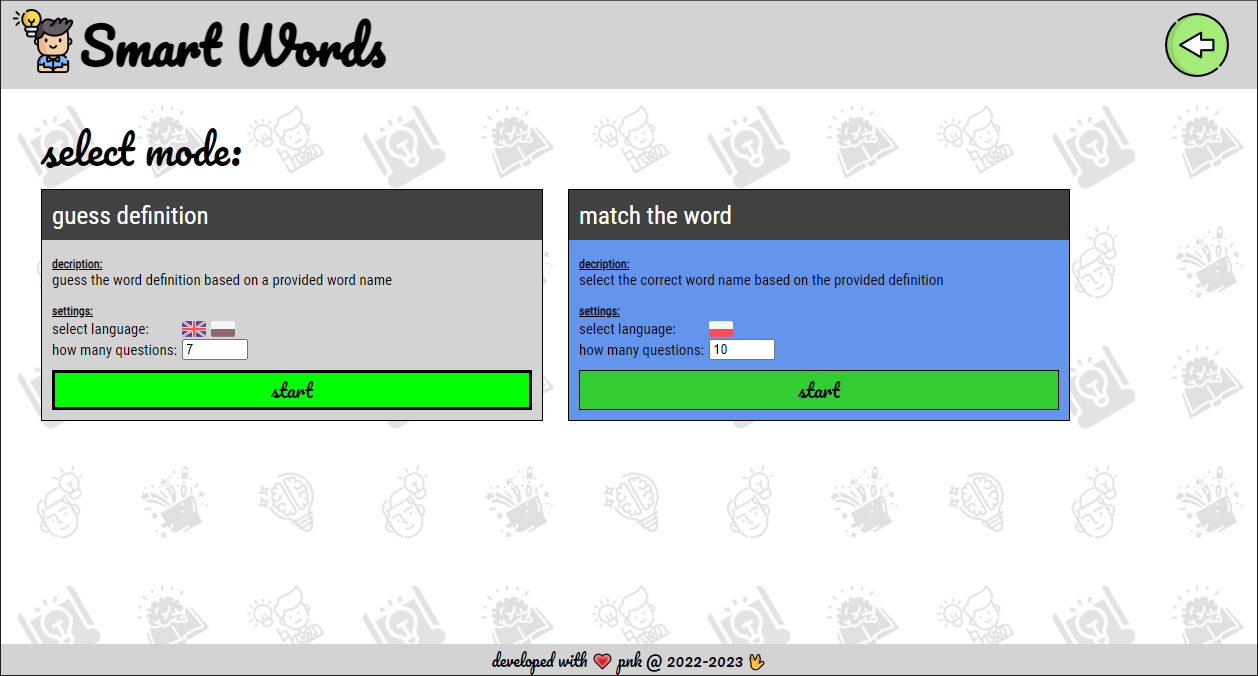 Smart Words
select mode:
guess definition
decription:
guess the word definition based on a provided word name
settings:
select language:
how many questions: 7
start
match the word
decription:
select the correct word name based on the provided definition
settings:
select language:
how many questions: 10
start
developed with ❤️ pnk @ 2022-2023 🖖